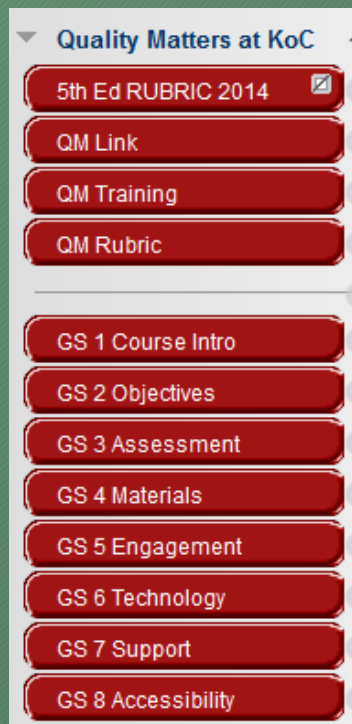 Quality Matters at KoC
5th Ed RUBRIC 2014
QM Link
QM Training
QM Rubric
GS 1 Course Intro
GS 2 Objectives
GS 3 Assessment
GS 4 Materials
GS 5 Engagement
GS 6 Technology
GS 7 Support
GS 8 Accessibility